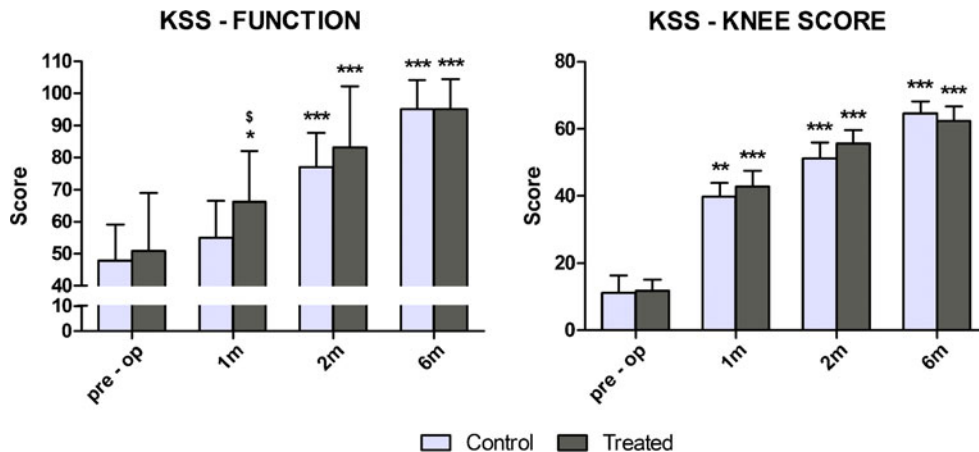 KSS - FUNCTION
110
100
90
80
70
60
50
40
10
0
Score
$
*
***
***
***
***
pre - op
1m
2m
6m
KSS - KNEE SCORE
80
60
40
20
0
Score
**
***
***
***
***
***
pre - op
1m
2m
6m
Control
Treated